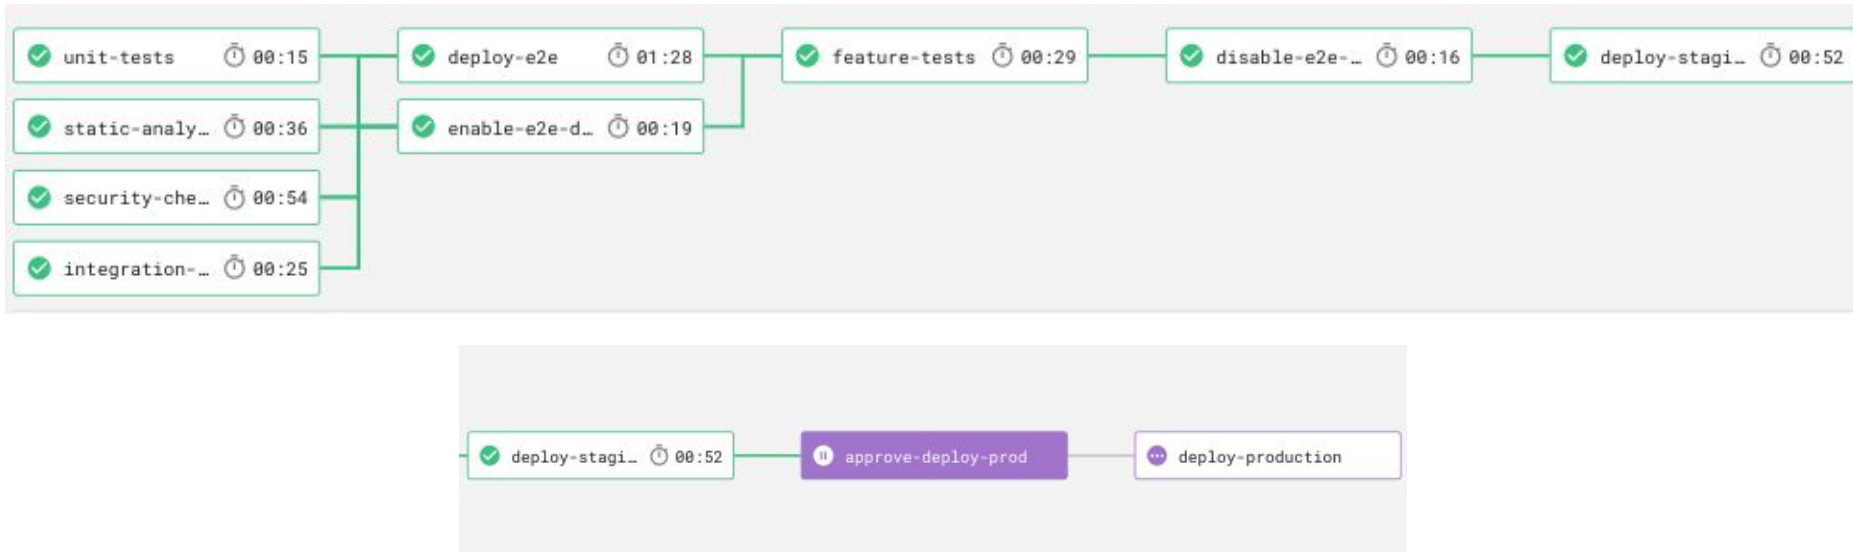 unit-tests 00:15 deploy-e2e 01:28 feature-tests 00:29 disable-e2e-… 00:16 deploy-stagi… 00:52
static-analy… 00:36 enable-e2e-d… 00:19
security-che… 00:54
integration-… 00:25
deploy-stagi… 00:52 approve-deploy-prod deploy-production